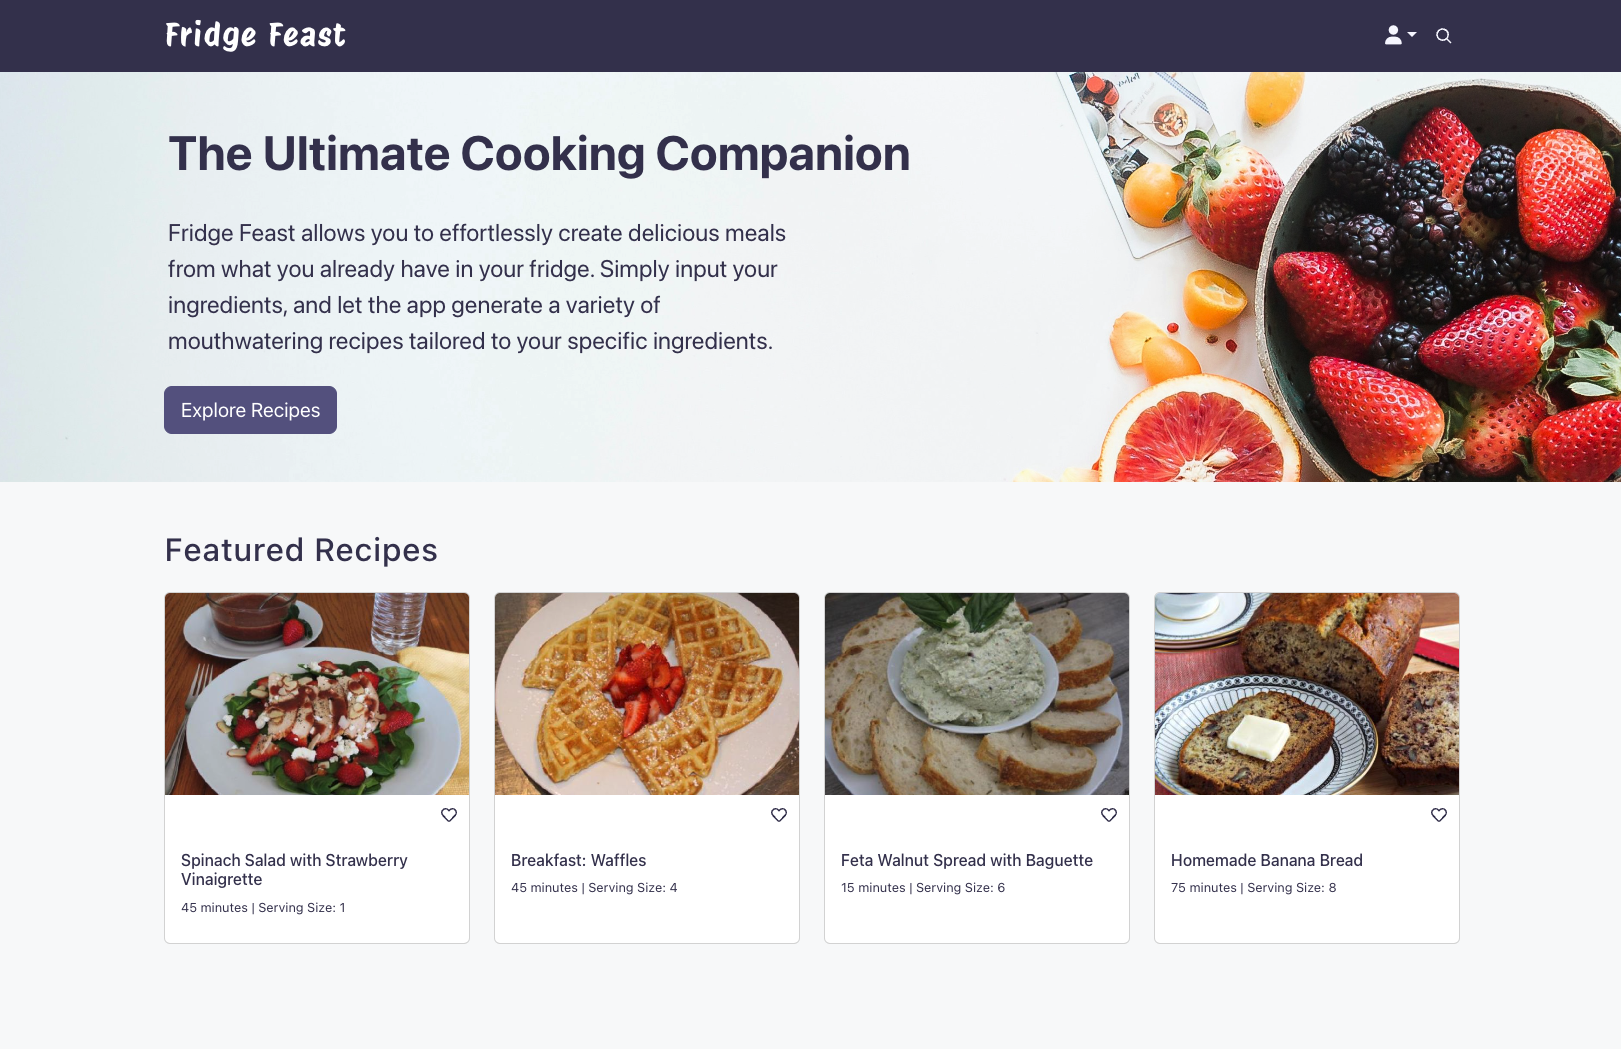 Fridge Feast
The Ultimate Cooking Companion
Fridge Feast allows you to effortlessly create delicious meals
from what you already have in your fridge. Simply input your
ingredients, and let the app generate a variety of
mouthwatering recipes tailored to your specific ingredients.
Explore Recipes
Featured Recipes
Spinach Salad with Strawberry
Vinaigrette
45 minutes | Serving Size: 1
Breakfast: Waffles
45 minutes | Serving Size: 4
Feta Walnut Spread with Baguette
15 minutes | Serving Size: 6
Homemade Banana Bread
75 minutes | Serving Size: 8